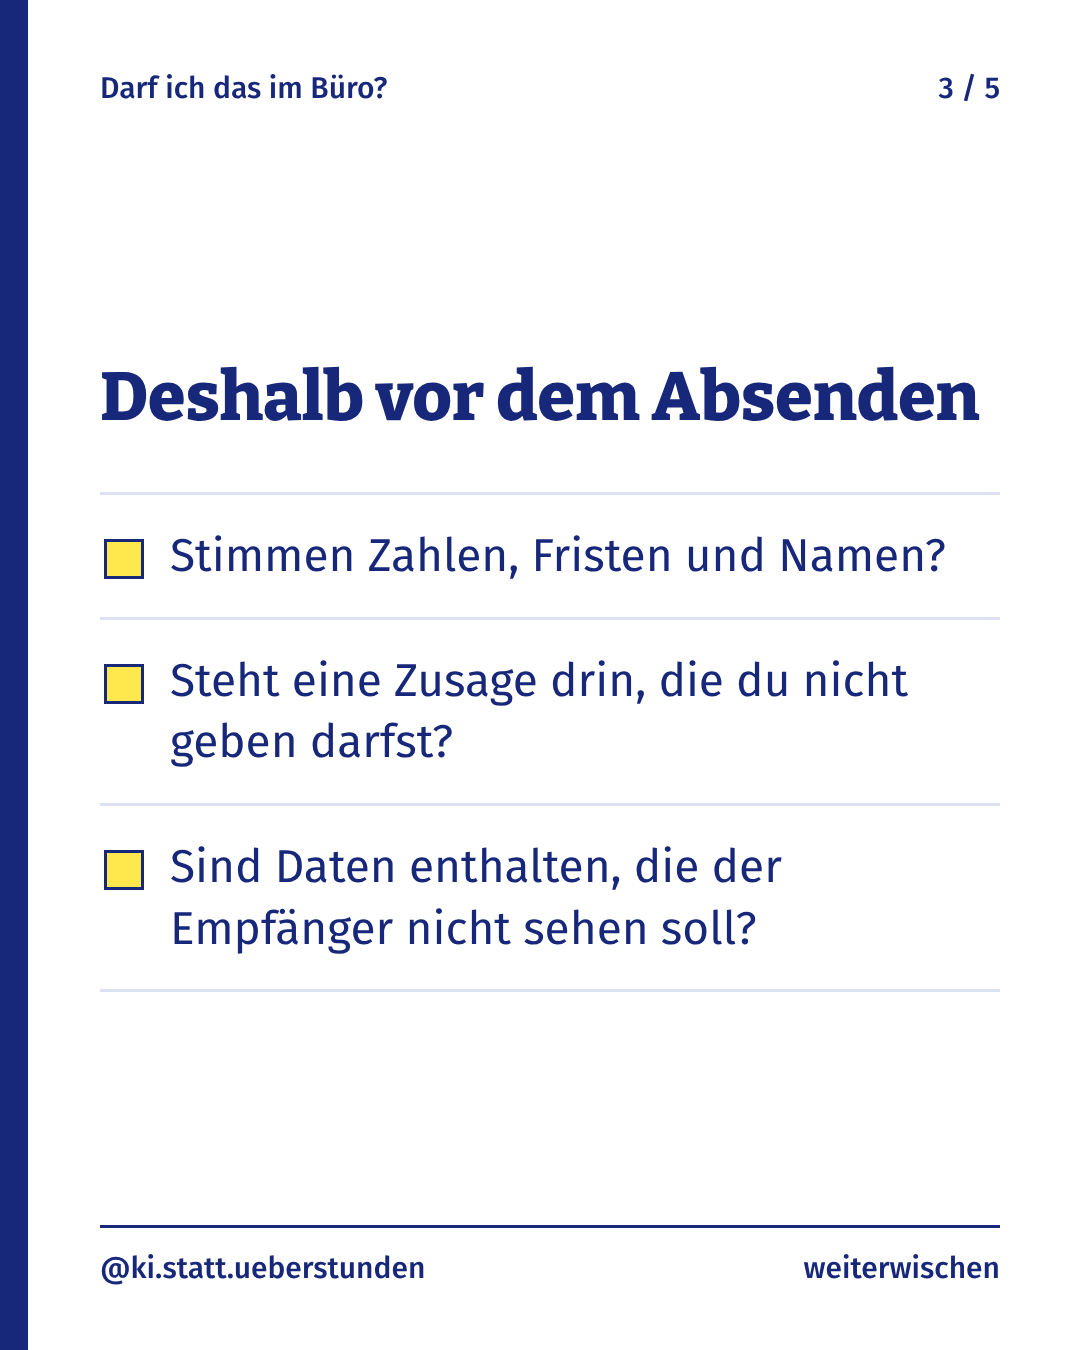 Darf ich das im Büro?
3 / 5
Deshalb vor dem Absenden
Stimmen Zahlen, Fristen und Namen?
Steht eine Zusage drin, die du nicht
geben darfst?
Sind Daten enthalten, die der
Empfänger nicht sehen soll?
@ki.statt.ueberstunden
weiterwischen